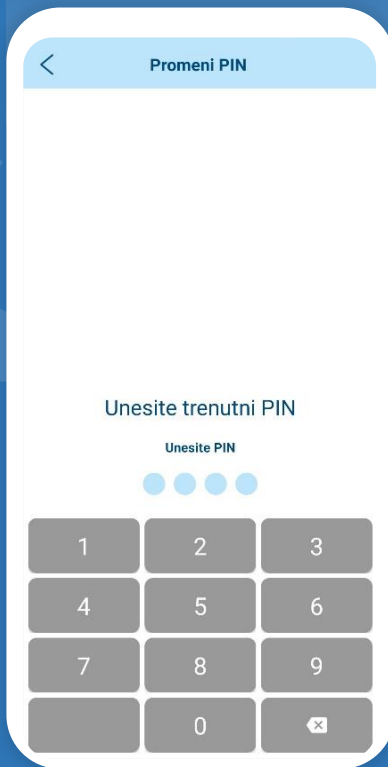 Promeni PIN
Unesite trenutni PIN
Unesite PIN
1 2 3
4 5 6
7 8 9
0